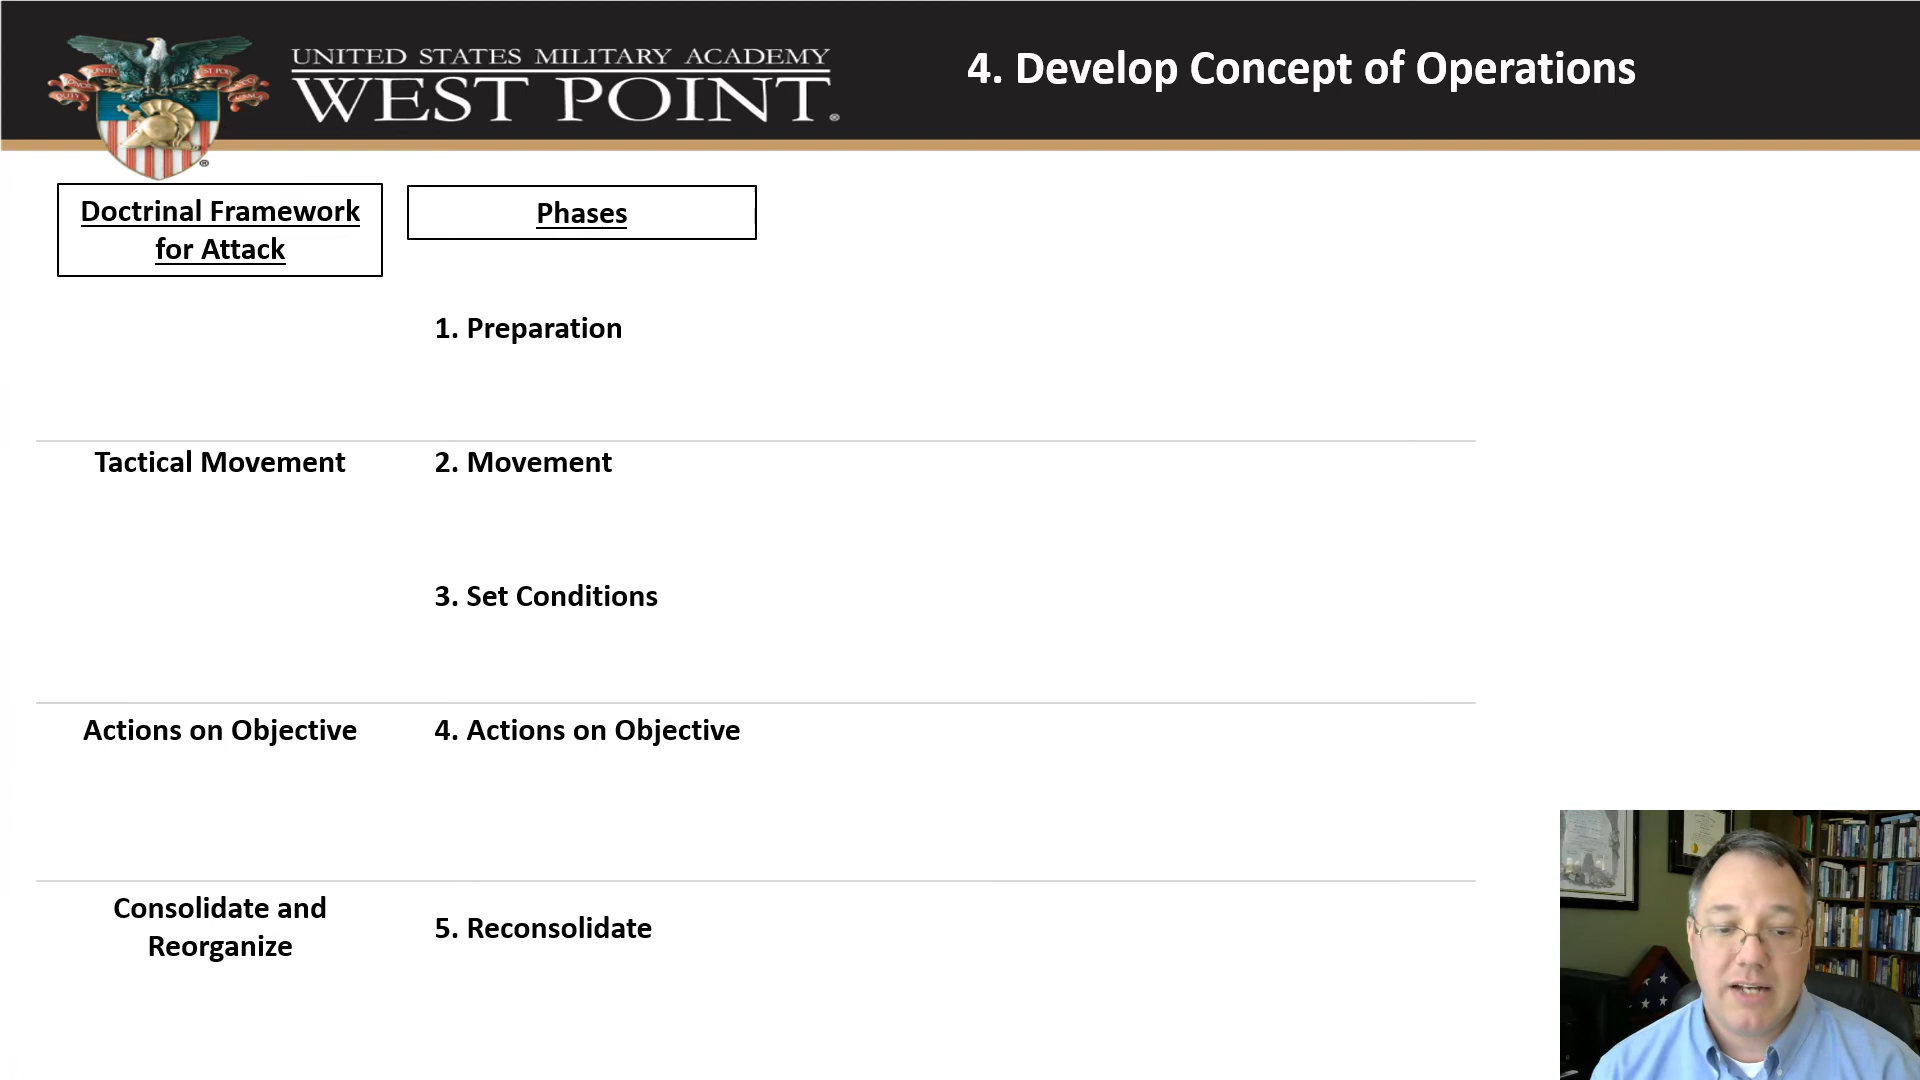 UNITED STATES MILITARY ACADEMY
WEST POINT®
4. Develop Concept of Operations
Doctrinal Framework
for Attack
Phases
1. Preparation
Tactical Movement
2. Movement
3. Set Conditions
Actions on Objective
4. Actions on Objective
Consolidate and
Reorganize
5. Reconsolidate